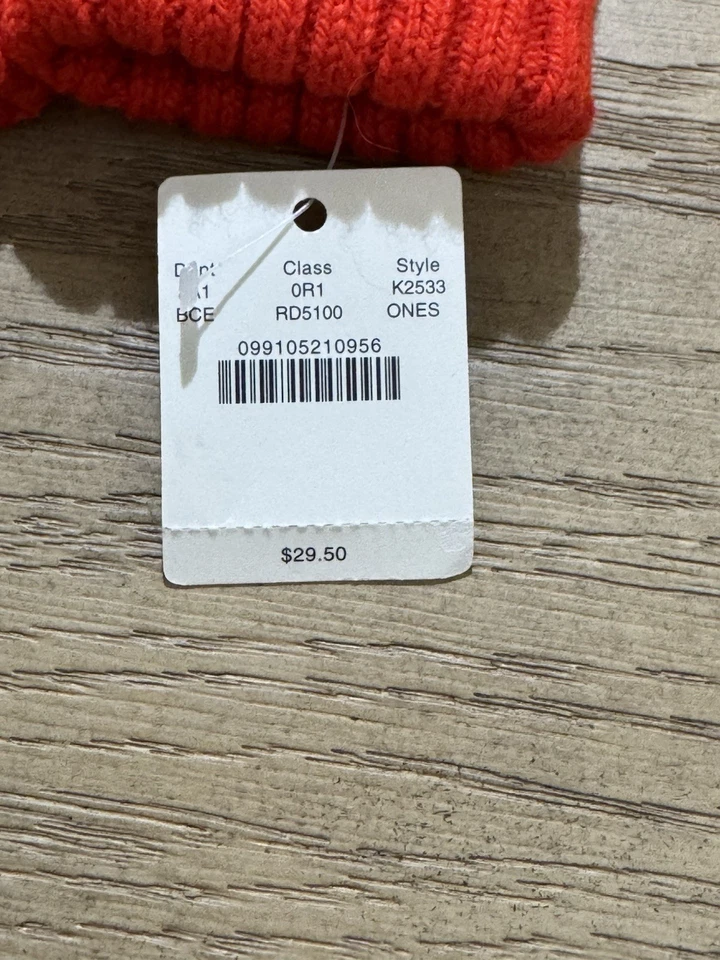 Class Style
0R1 K2533
BCE RD5100 ONES
099105210956
$29.50